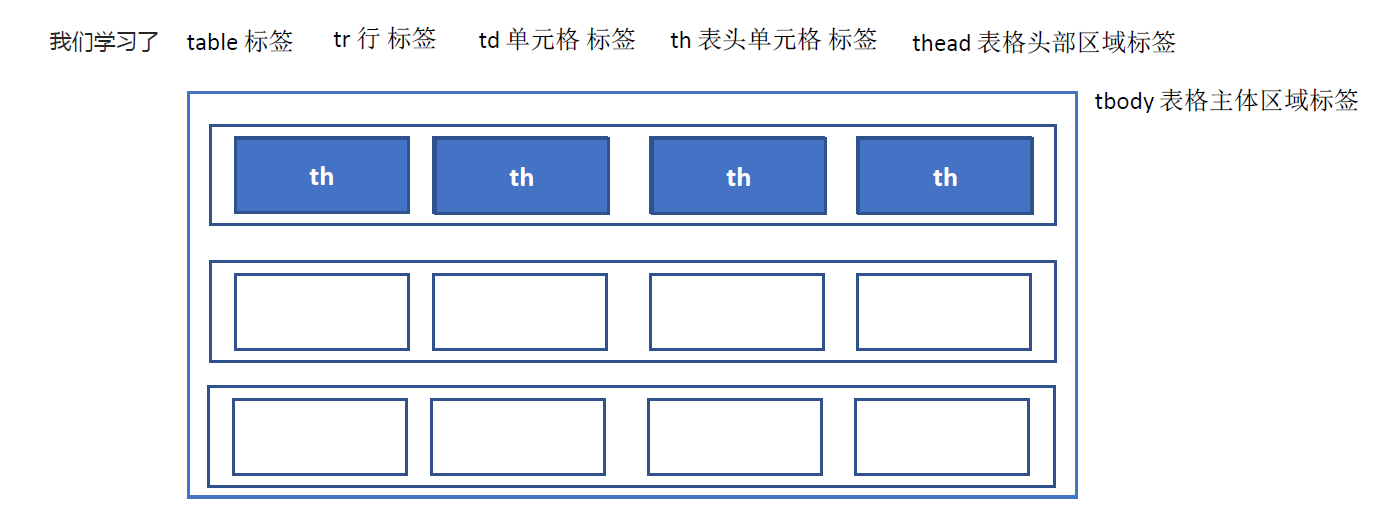 我们学习了 table 标签 tr 行 标签 td 单元格 标签 th 表头单元格 标签 thead 表格头部区域标签
tbody 表格主体区域标签
th th th th